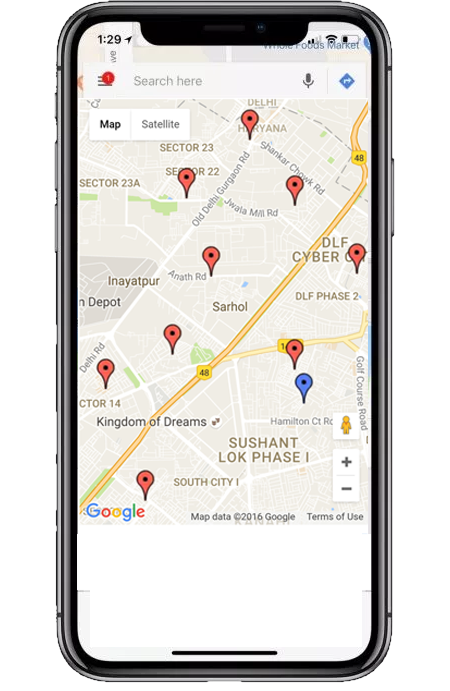 1:29
Whole Foods Market
ave
1
Search here
DELHI
HARYANA
Map
Satellite
SECTOR 23
Shankar Chowk Rd
48
SECTOR 22
SECTOR 23A
Old Delhi Gurgaon Rd
Jwala Mill Rd
DLF
CYBER
Inayatpur
Anath Rd
n Depot
DLF PHASE 2
Sarhol
Delhi Rd
48
Golf Course Road
CTOR 14
Kingdom of Dreams
Hamilton Ct Rd
SUSHANT
LOK PHASE I
SOUTH CITY I
+
−
Google
Map data ©2016 Google
Terms of Use